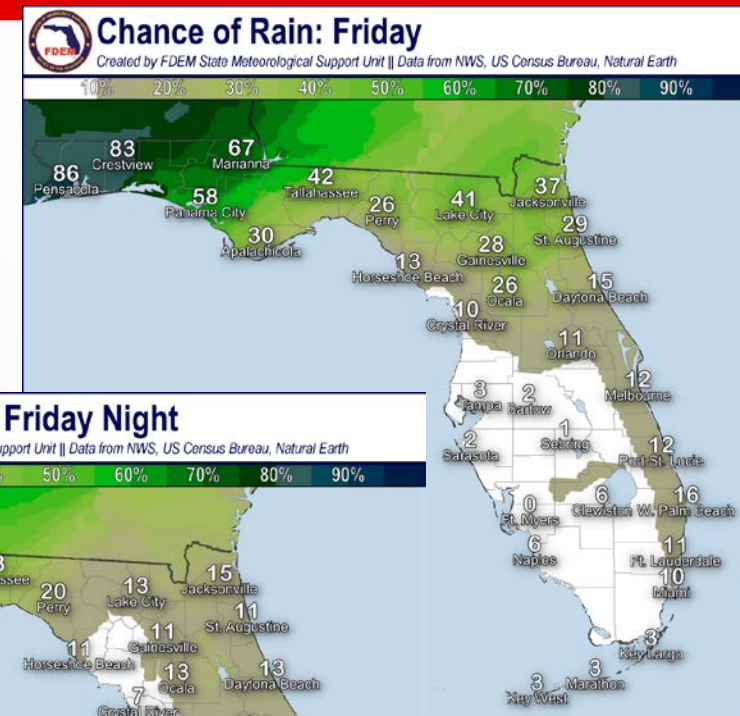 FDEM
Chance of Rain: Friday
Created by FDEM State Meteorological Support Unit || Data from NWS, US Census Bureau, Natural Earth
10% 20% 30% 40% 50% 60% 70% 80% 90%
83
Crestview
67
Marianna
86
Pensacola
58
Panama City
42
Tallahassee
37
Jacksonville
26
Perry
41
Lake City
29
St. Augustine
30
Apalachicola
28
Gainesville
13
Horseshoe Beach
26
Ocala
15
Daytona Beach
10
Crystal River
11
Orlando
12
Melbourne
3
Tampa
2
Bartow
1
Sebring
2
Sarasota
12
Port St. Lucie
0
Ft. Myers
6
Clewiston
16
W. Palm Beach
6
Naples
11
Ft. Lauderdale
10
Miami
3
Key Largo
3
Marathon
3
Key West
Friday Night
pport Unit || Data from NWS, US Census Bureau, Natural Earth
50% 60% 70% 80% 90%
ssee
20
Perry
13
Lake City
15
Jacksonville
11
St. Augustine
11
Gainesville
11
Horseshoe Beach
13
Ocala
13
Daytona Beach
7
Crystal River